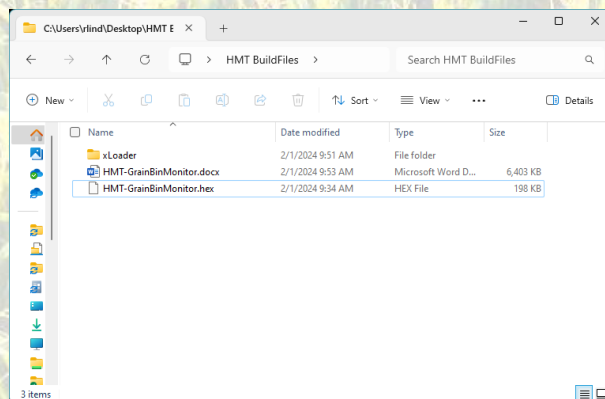 C:\Users\rlind\Desktop\HMT E
HMT BuildFiles
Search HMT BuildFiles
New
Sort
View
Details
Name Date modified Type Size
xLoader 2/1/2024 9:51 AM File folder
HMT-GrainBinMonitor.docx 2/1/2024 9:53 AM Microsoft Word D... 6,403 KB
HMT-GrainBinMonitor.hex 2/1/2024 9:34 AM HEX File 198 KB
3 items